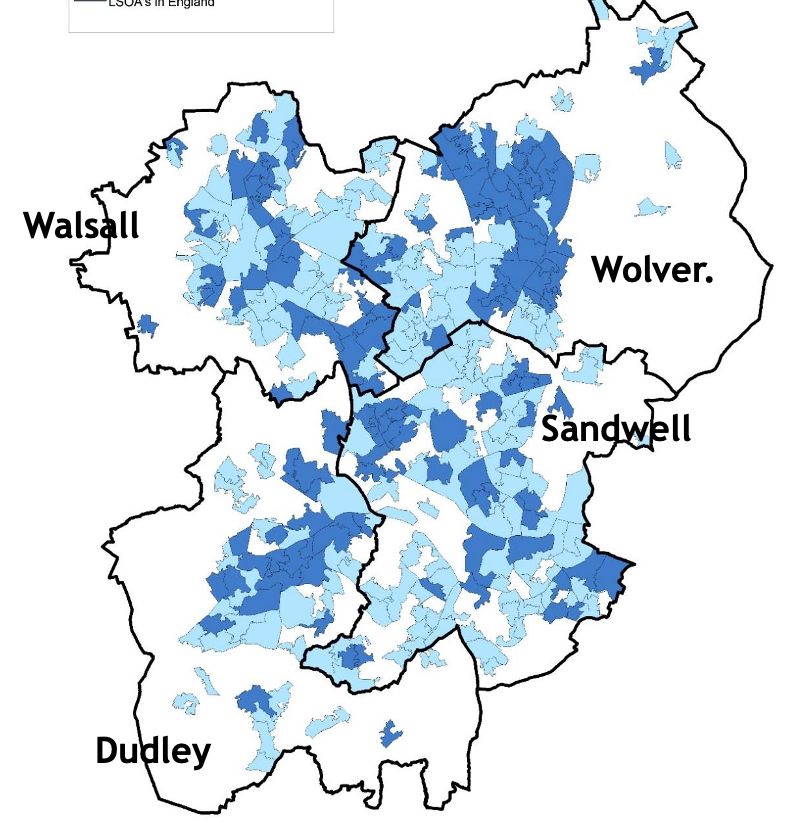 LSOA's in England
Walsall
Wolver.
Sandwell
Dudley